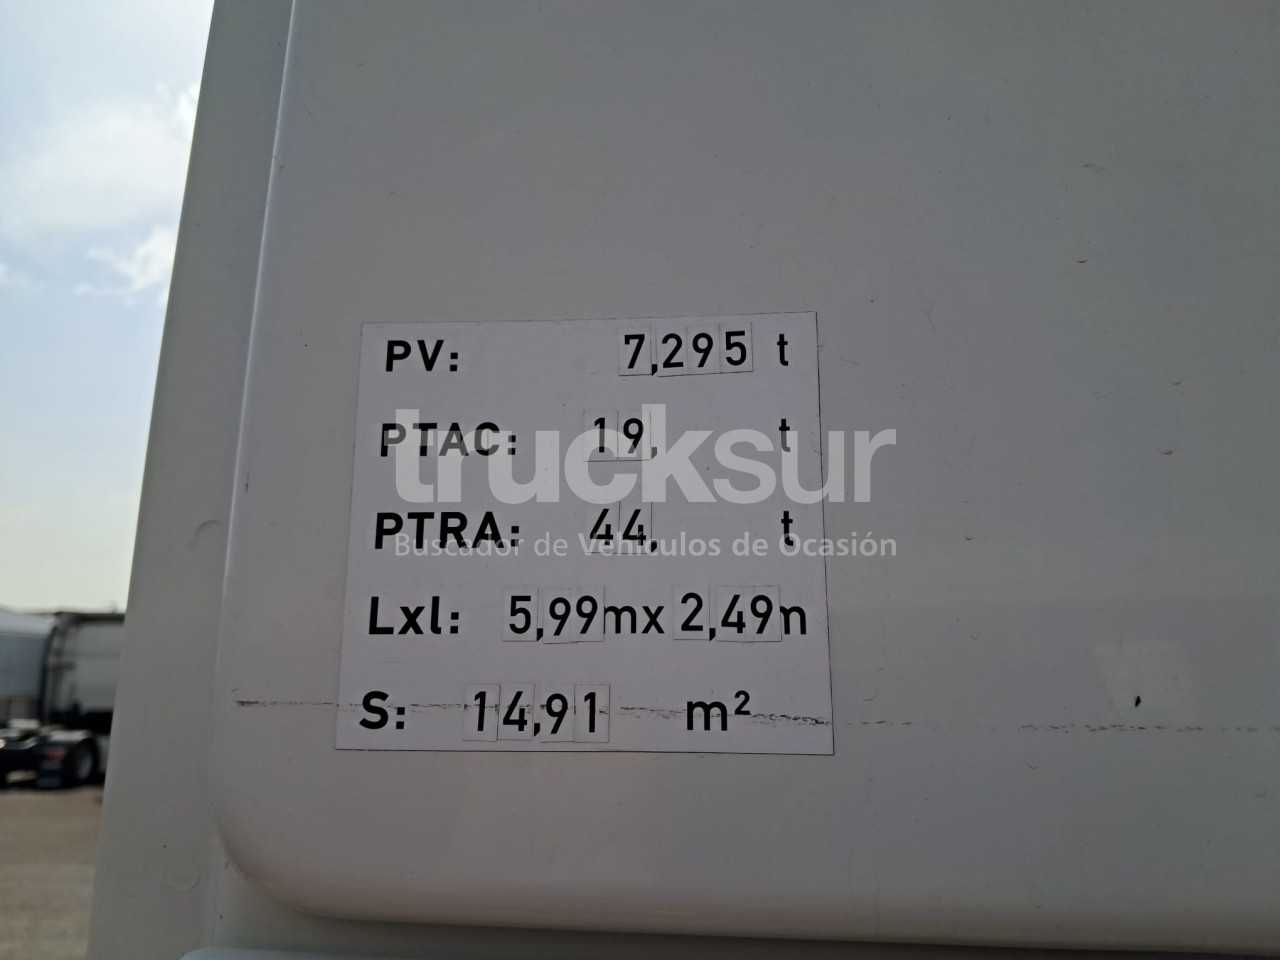 PV: 7,295 t
PTAC: 19, t
trucksur
PTRA: 44, t
Buscador de Vehículos de Ocasión
Lxl: 5,99mx 2,49n
S: 14,91 m²